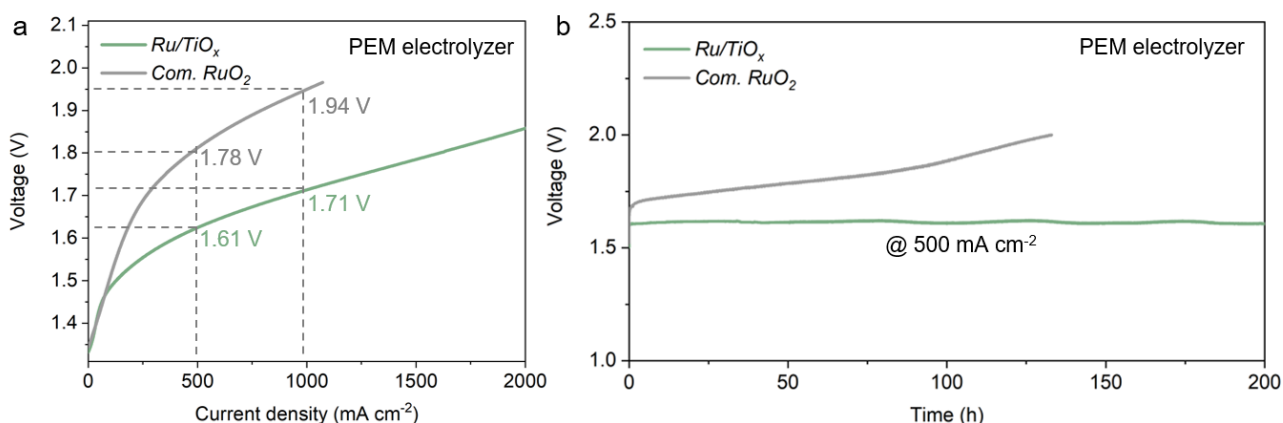 a
2.1
2.0
1.9
1.8
1.7
1.6
1.5
1.4
Voltage (V)
Ru/TiOₓ
Com. RuO₂
PEM electrolyzer
1.94 V
1.78 V
1.71 V
1.61 V
0
500
1000
1500
2000
Current density (mA cm⁻²)
b
2.5
2.0
1.5
1.0
Voltage (V)
Ru/TiOₓ
Com. RuO₂
PEM electrolyzer
@ 500 mA cm⁻²
0
50
100
150
200
Time (h)